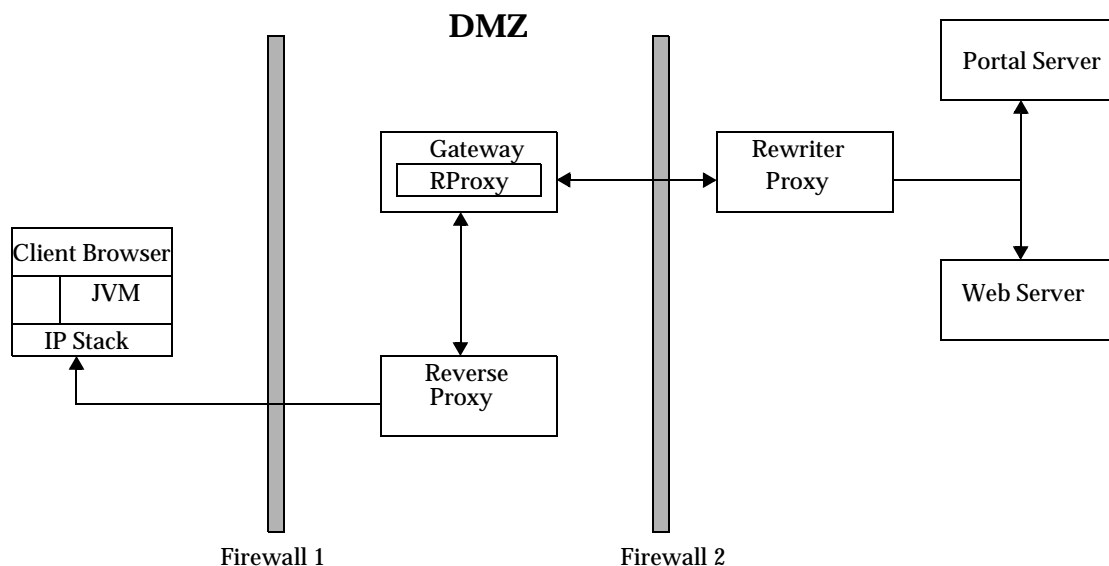 DMZ
Portal Server
Gateway
RProxy
Rewriter
Proxy
Client Browser
JVM
IP Stack
Web Server
Reverse
Proxy
Firewall 1
Firewall 2